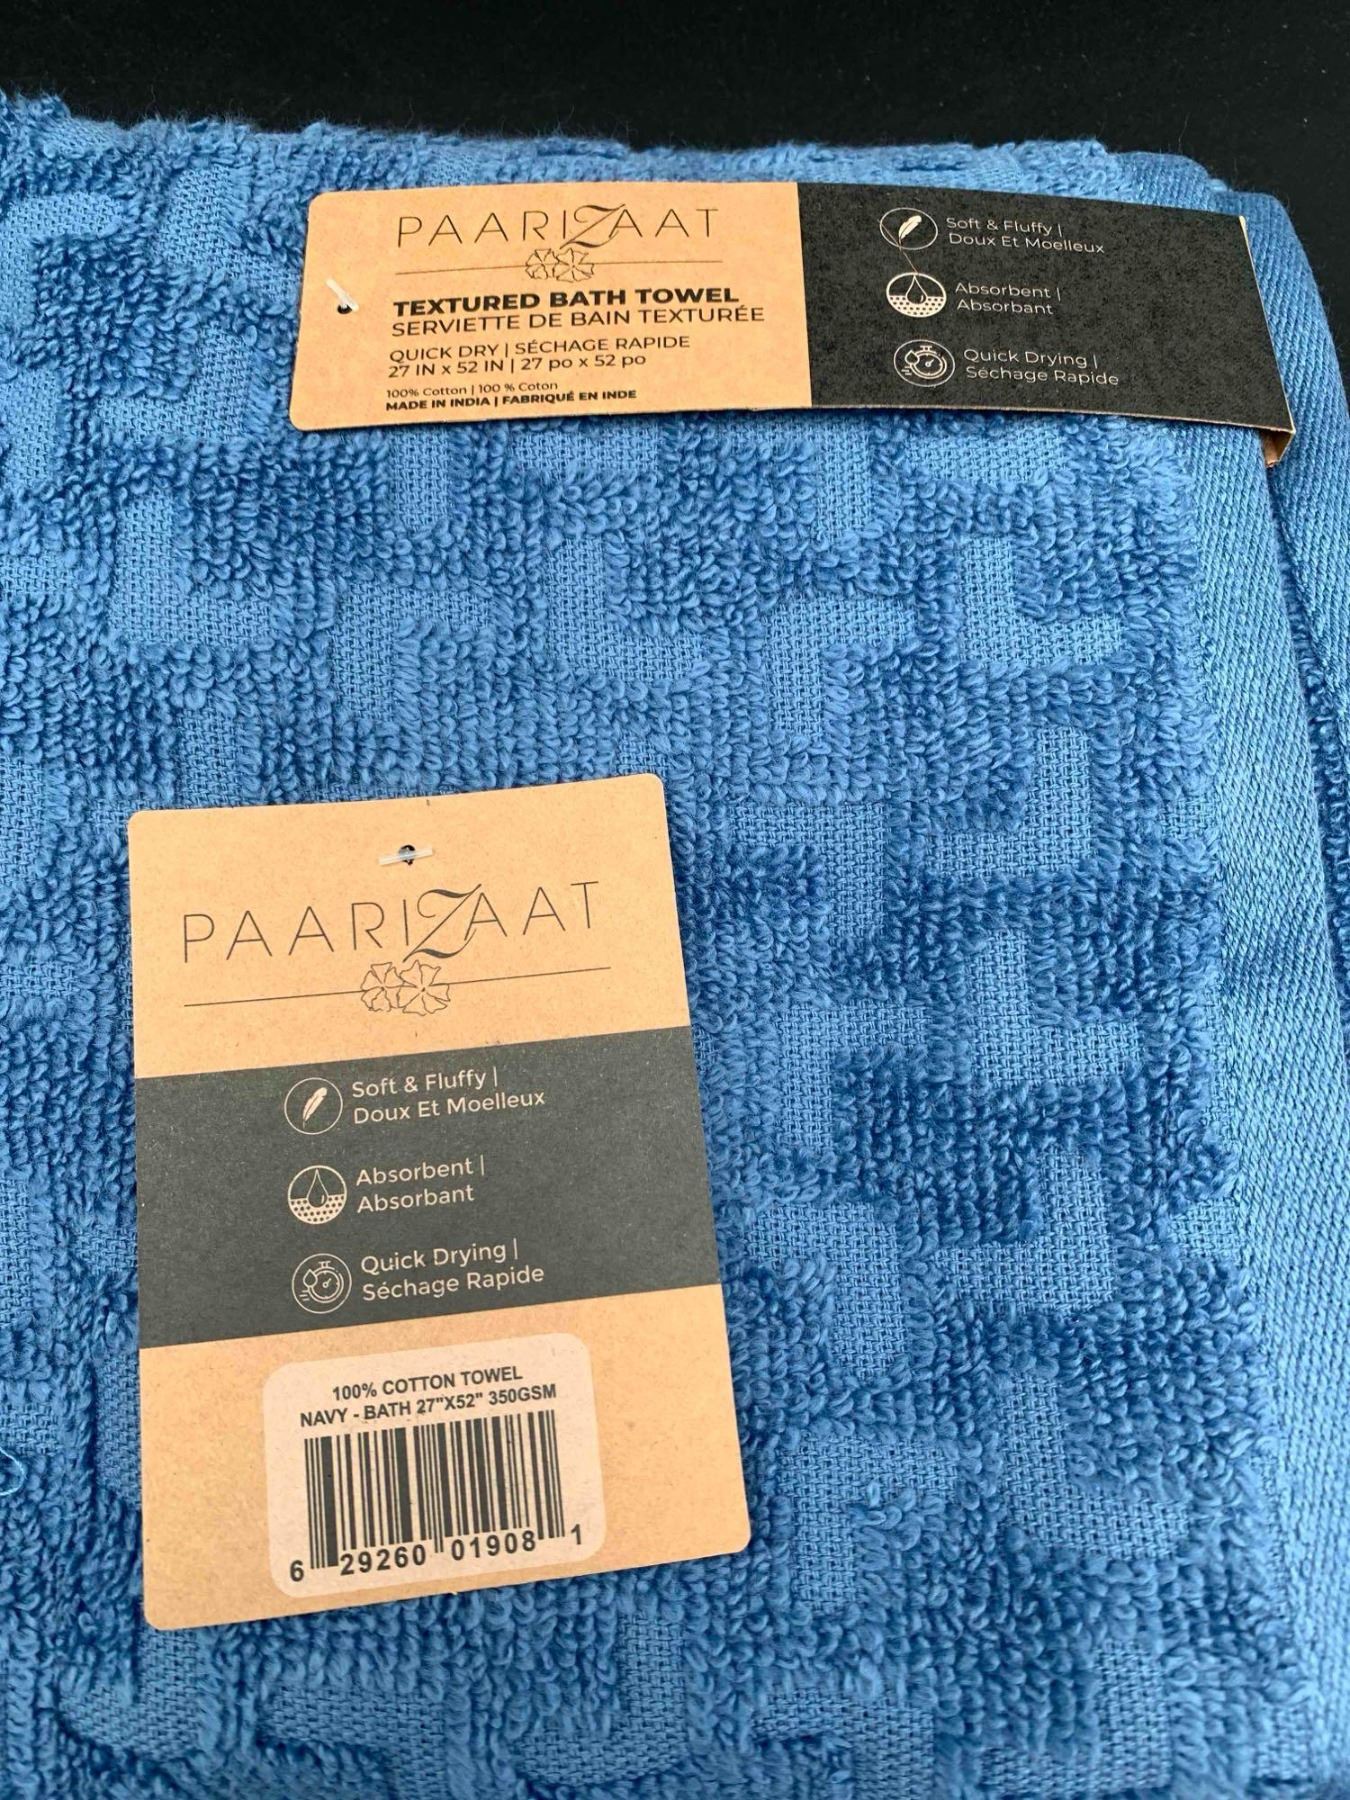 PAARIZAAT
TEXTURED BATH TOWEL
SERVIETTE DE BAIN TEXTURÉE
QUICK DRY | SÉCHAGE RAPIDE
27 IN x 52 IN | 27 po x 52 po
100% Cotton | 100 % Coton
MADE IN INDIA | FABRIQUÉ EN INDE
Soft & Fluffy |
Doux Et Moelleux
Absorbent |
Absorbant
Quick Drying |
Séchage Rapide
PAARIZAAT
Soft & Fluffy |
Doux Et Moelleux
Absorbent |
Absorbant
Quick Drying |
Séchage Rapide
100% COTTON TOWEL
NAVY - BATH 27"X52" 350GSM
6 29260 01908 1